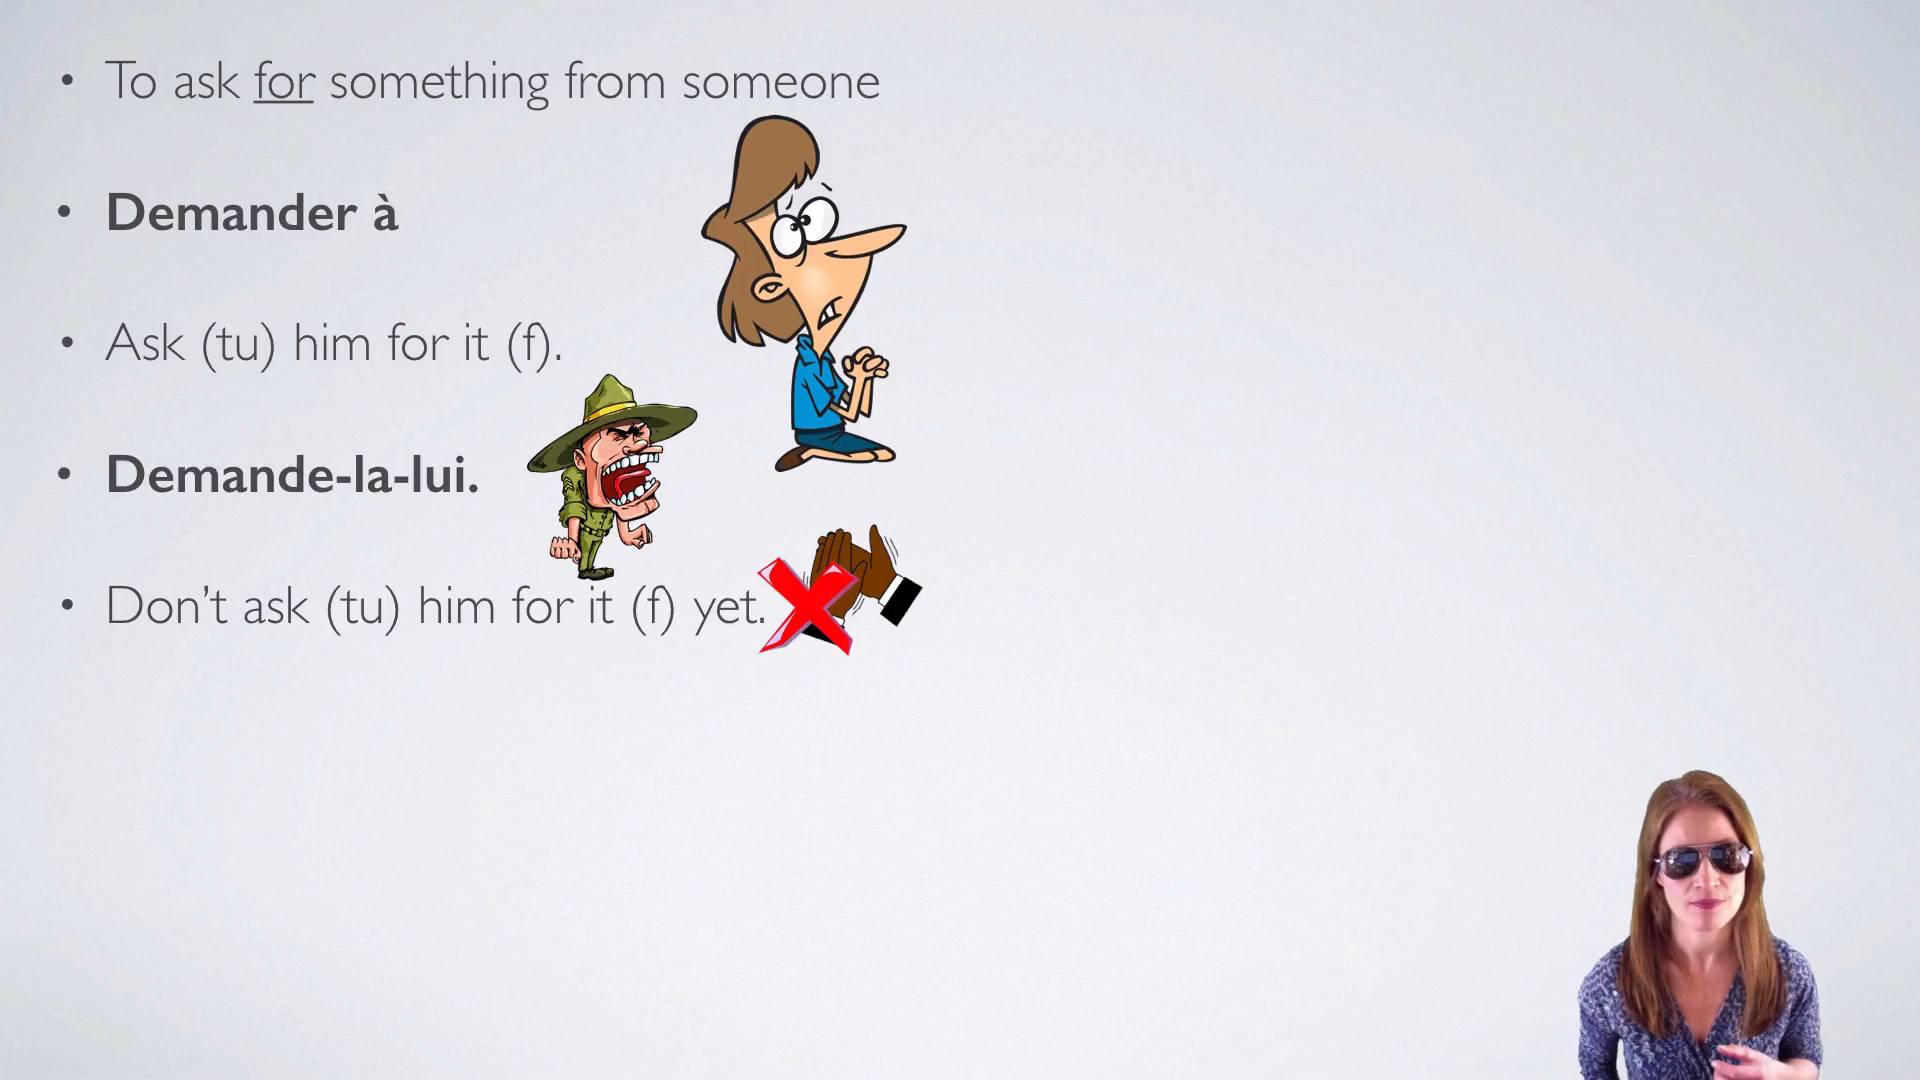 • To ask for something from someone
• Demander à
• Ask (tu) him for it (f).
• Demande-la-lui.
• Don’t ask (tu) him for it (f) yet.